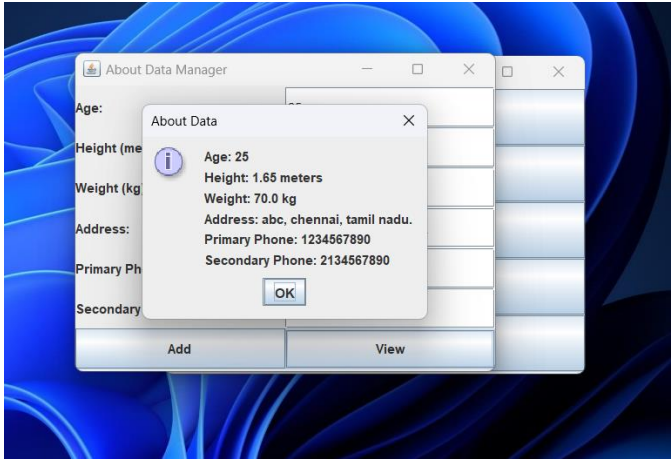 About Data Manager
Age:
About Data
Height (me
Age: 25
Height: 1.65 meters
Weight (kg
Weight: 70.0 kg
Address:
Address: abc, chennai, tamil nadu.
Primary Phone: 1234567890
Primary Ph
Secondary Phone: 2134567890
OK
Secondary
Add
View